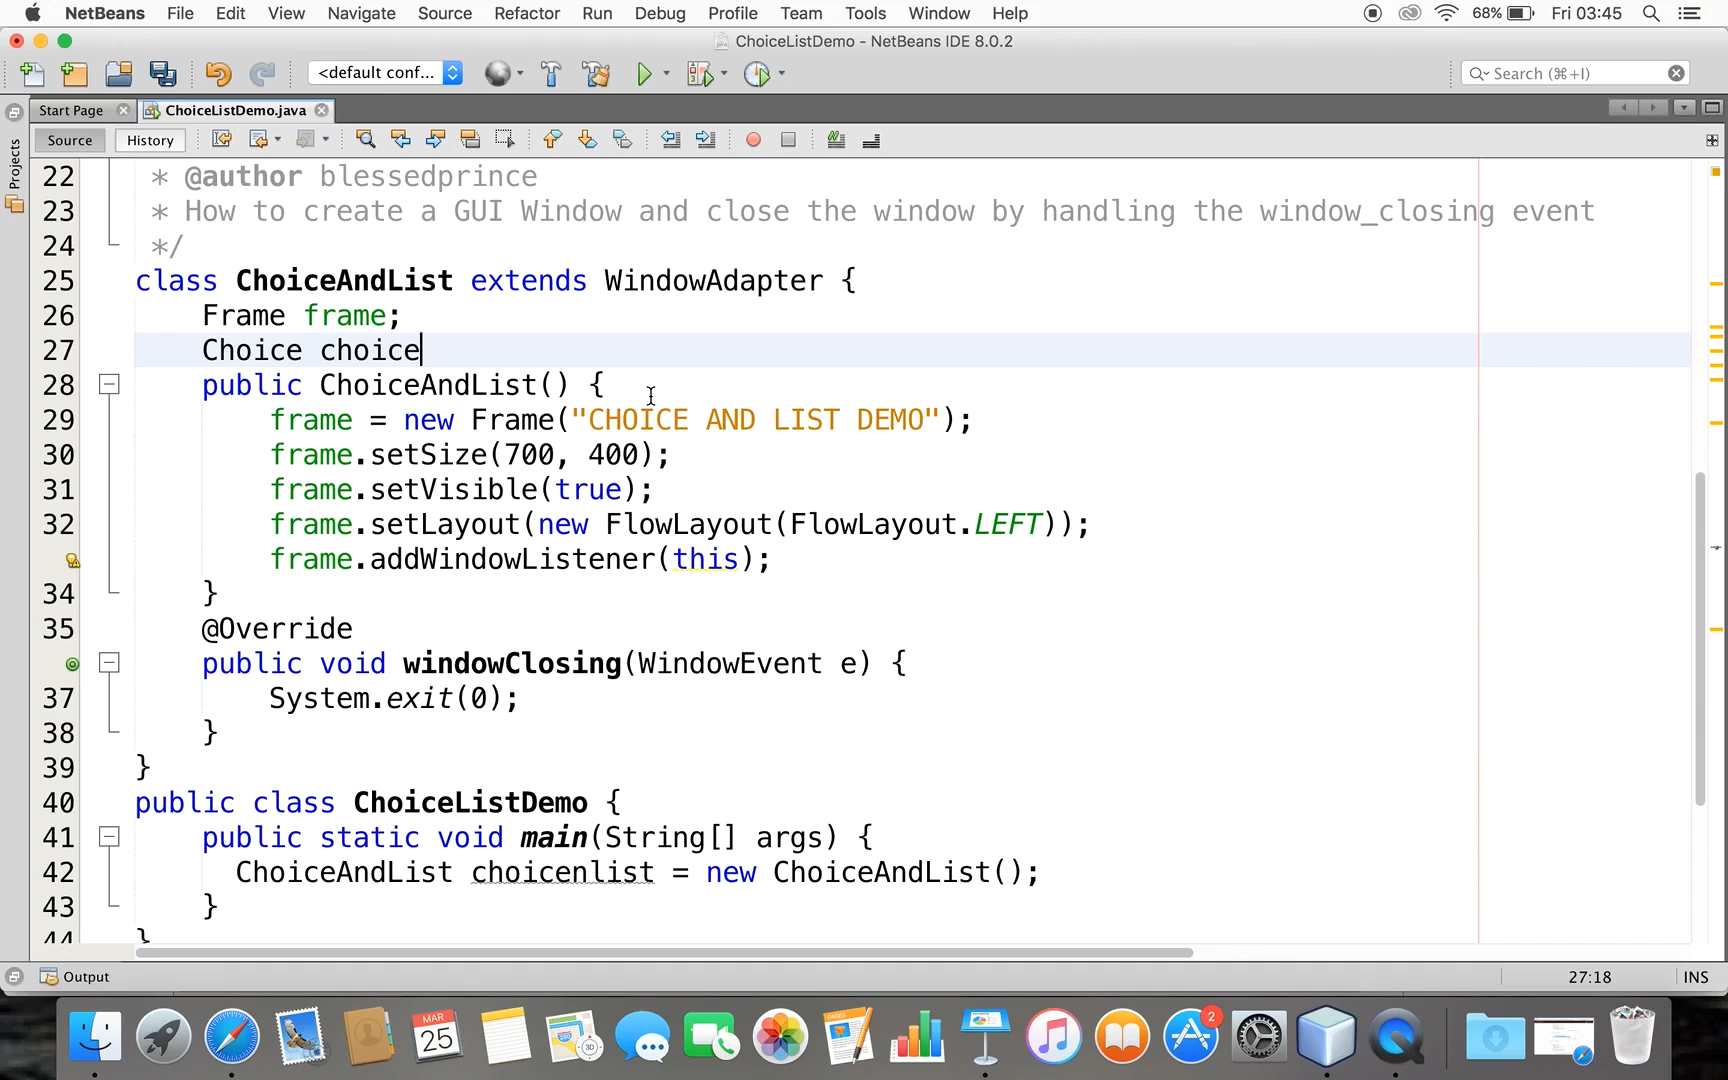 NetBeans File Edit View Navigate Source Refactor Run Debug Profile Team Tools Window Help 68% Fri 03:45
ChoiceListDemo - NetBeans IDE 8.0.2
<default conf... Search (⌘+I)
Start Page ChoiceListDemo.java
Source History
Projects
22 * @author blessedprince
23 * How to create a GUI Window and close the window by handling the window_closing event
24 */
25 class ChoiceAndList extends WindowAdapter {
26 Frame frame;
27 Choice choice
28 public ChoiceAndList() {
29 frame = new Frame("CHOICE AND LIST DEMO");
30 frame.setSize(700, 400);
31 frame.setVisible(true);
32 frame.setLayout(new FlowLayout(FlowLayout.LEFT));
frame.addWindowListener(this);
34 }
35 @Override
public void windowClosing(WindowEvent e) {
37 System.exit(0);
38 }
39 }
40 public class ChoiceListDemo {
41 public static void main(String[] args) {
42 ChoiceAndList choicenlist = new ChoiceAndList();
43 }
44 }
Output 27:18 INS
MAR
25
3D
PAGES
2